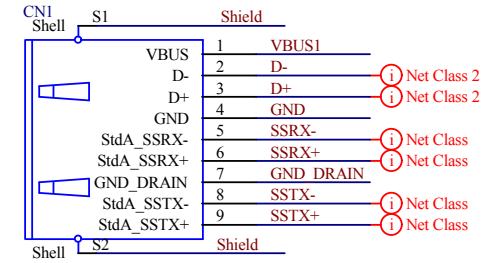 CN1
Shell S1 Shield
VBUS 1 VBUS1
D- 2 D- i Net Class 2
D+ 3 D+ i Net Class 2
GND 4 GND
StdA_SSRX- 5 SSRX- i Net Class
StdA_SSRX+ 6 SSRX+ i Net Class
GND_DRAIN 7 GND_DRAIN
StdA_SSTX- 8 SSTX- i Net Class
StdA_SSTX+ 9 SSTX+ i Net Class
Shell S2 Shield